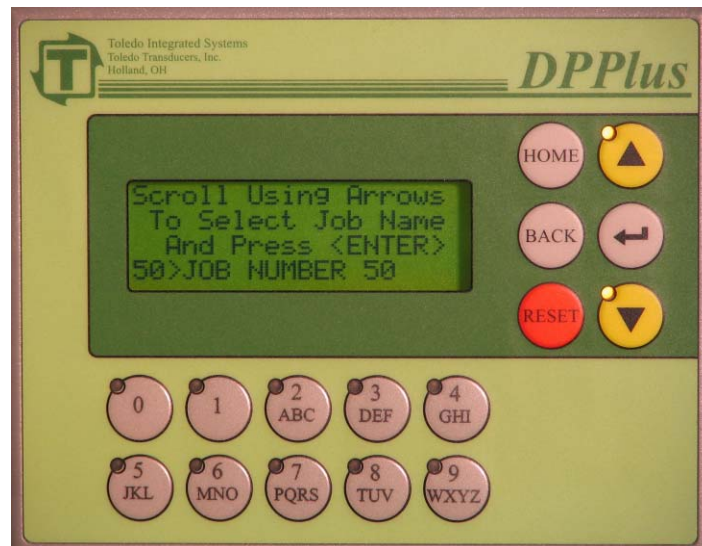 T
Toledo Integrated Systems
Toledo Transducers, Inc.
Holland, OH
DPPlus
Scroll Using Arrows
To Select Job Name
And Press <ENTER>
50>JOB NUMBER 50
HOME
BACK
RESET
0
1
2
ABC
3
DEF
4
GHI
5
JKL
6
MNO
7
PQRS
8
TUV
9
WXYZ